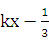 kx − 1/3